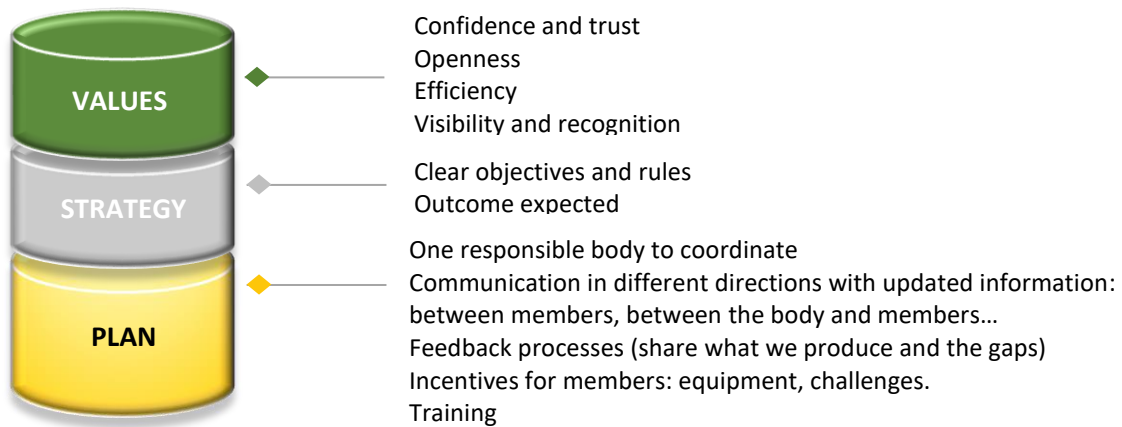 VALUES
Confidence and trust
Openness
Efficiency
Visibility and recognition
STRATEGY
Clear objectives and rules
Outcome expected
PLAN
One responsible body to coordinate
Communication in different directions with updated information:
between members, between the body and members…
Feedback processes (share what we produce and the gaps)
Incentives for members: equipment, challenges.
Training